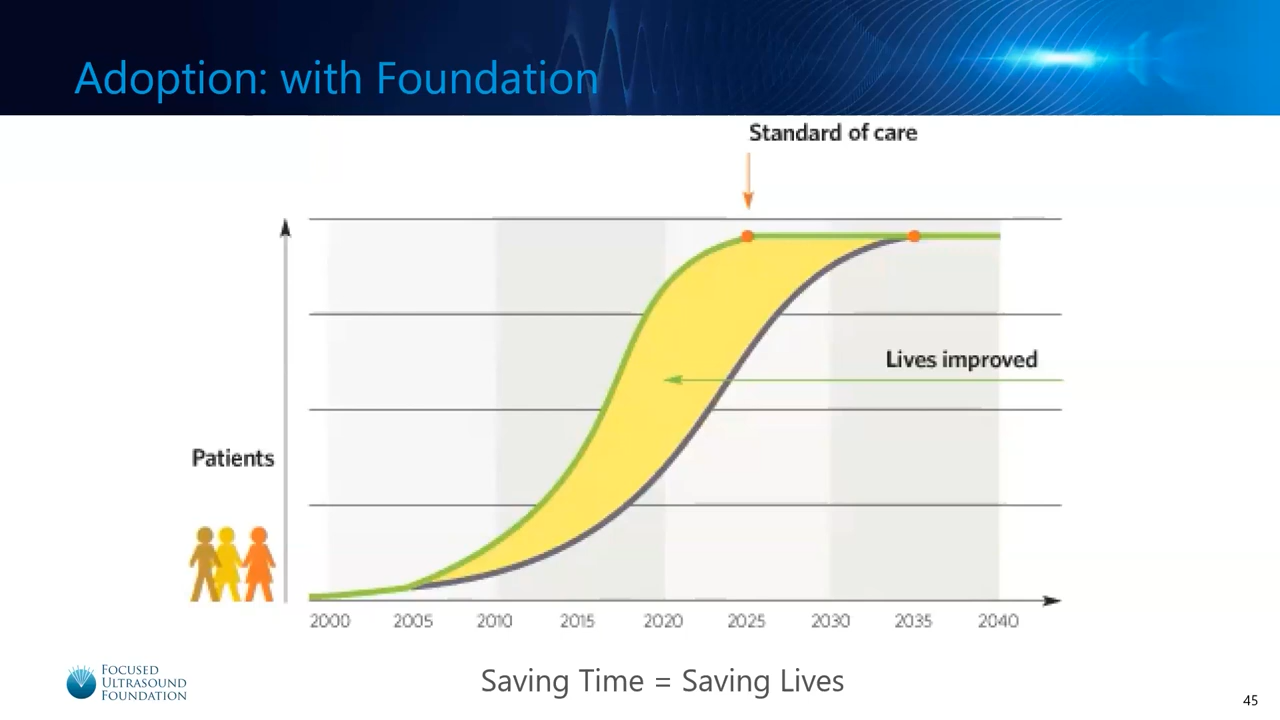 Adoption: with Foundation
Standard of care
Lives improved
Patients
2000 2005 2010 2015 2020 2025 2030 2035 2040
FOCUSED
ULTRASOUND
FOUNDATION
Saving Time = Saving Lives
45